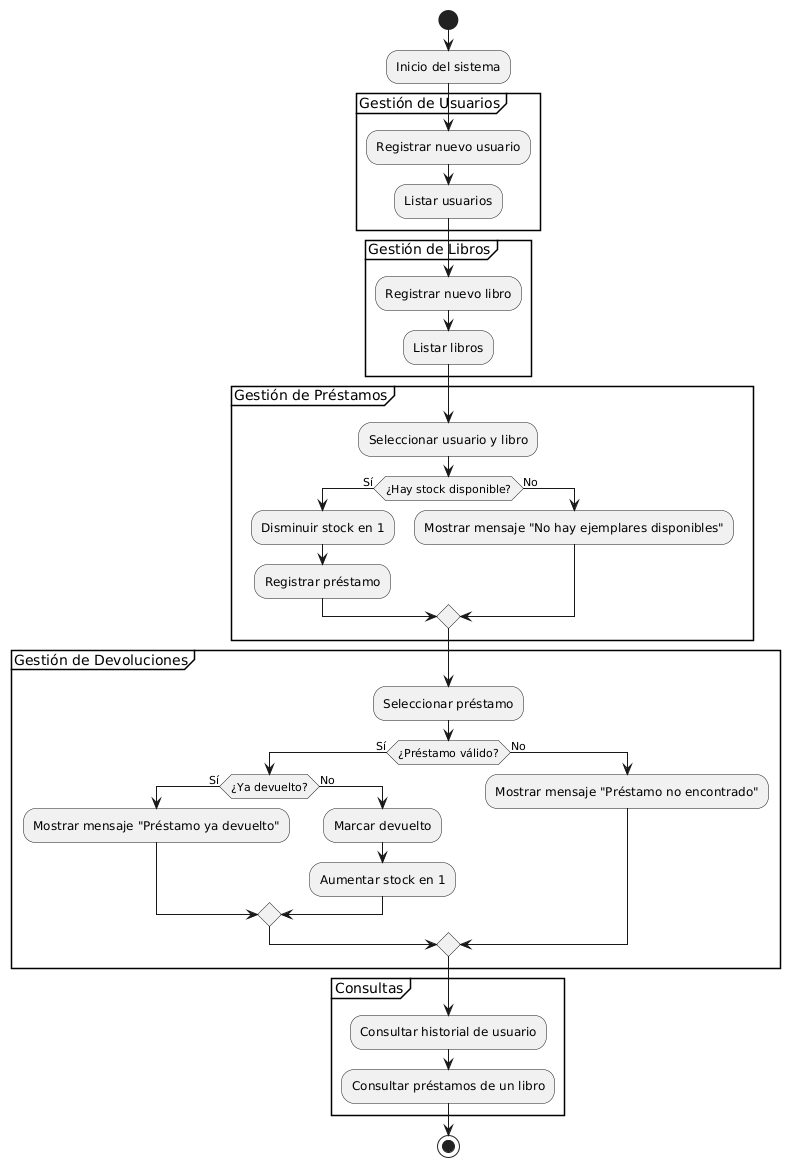 Inicio del sistema
Gestión de Usuarios
Registrar nuevo usuario
Listar usuarios
Gestión de Libros
Registrar nuevo libro
Listar libros
Gestión de Préstamos
Seleccionar usuario y libro
¿Hay stock disponible?
Sí
No
Disminuir stock en 1
Mostrar mensaje "No hay ejemplares disponibles"
Registrar préstamo
Gestión de Devoluciones
Seleccionar préstamo
¿Préstamo válido?
Sí
No
¿Ya devuelto?
Sí
No
Mostrar mensaje "Préstamo no encontrado"
Mostrar mensaje "Préstamo ya devuelto"
Marcar devuelto
Aumentar stock en 1
Consultas
Consultar historial de usuario
Consultar préstamos de un libro